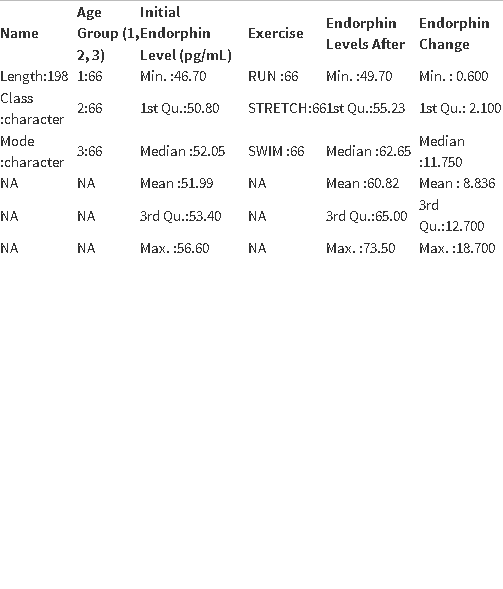 Name Age Group (1, 2, 3) Initial Endorphin Level (pg/mL) Exercise Endorphin Levels After Endorphin Change
Length:198 1:66 Min. :46.70 RUN :66 Min. :49.70 Min. : 0.600
Class :character 2:66 1st Qu.:50.80 STRETCH:66 1st Qu.:55.23 1st Qu.: 2.100
Mode :character 3:66 Median :52.05 SWIM :66 Median :62.65 Median :11.750
NA NA Mean :51.99 NA Mean :60.82 Mean : 8.836
NA NA 3rd Qu.:53.40 NA 3rd Qu.:65.00 3rd Qu.:12.700
NA NA Max. :56.60 NA Max. :73.50 Max. :18.700